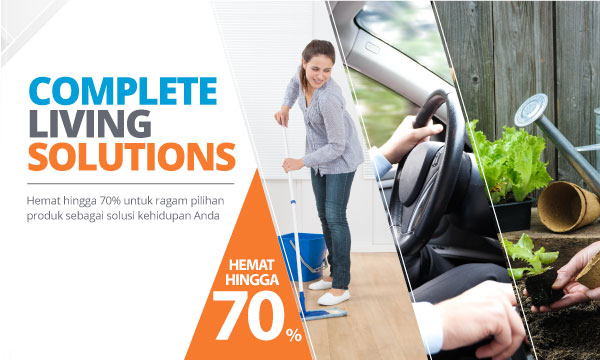 COMPLETE
LIVING
SOLUTIONS
Hemat hingga 70% untuk ragam pilihan
produk sebagai solusi kehidupan Anda
HEMAT
HINGGA
70%